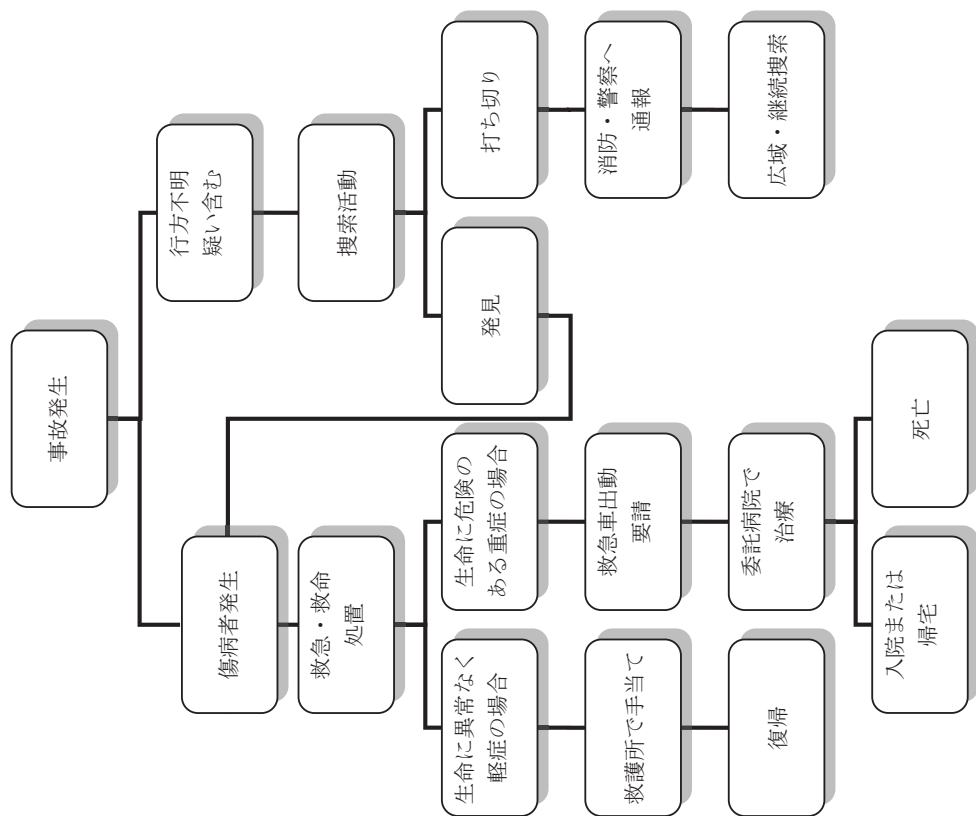 事故発生
傷病者発生
救急・救命
処置
生命に異常なく
軽症の場合
救護所で手当て
復帰
生命に危険の
ある重症の場合
救急車出動
要請
委託病院で
治療
入院または
帰宅
死亡
行方不明
疑い含む
捜索活動
発見
打ち切り
消防・警察へ
通報
広域・継続捜索